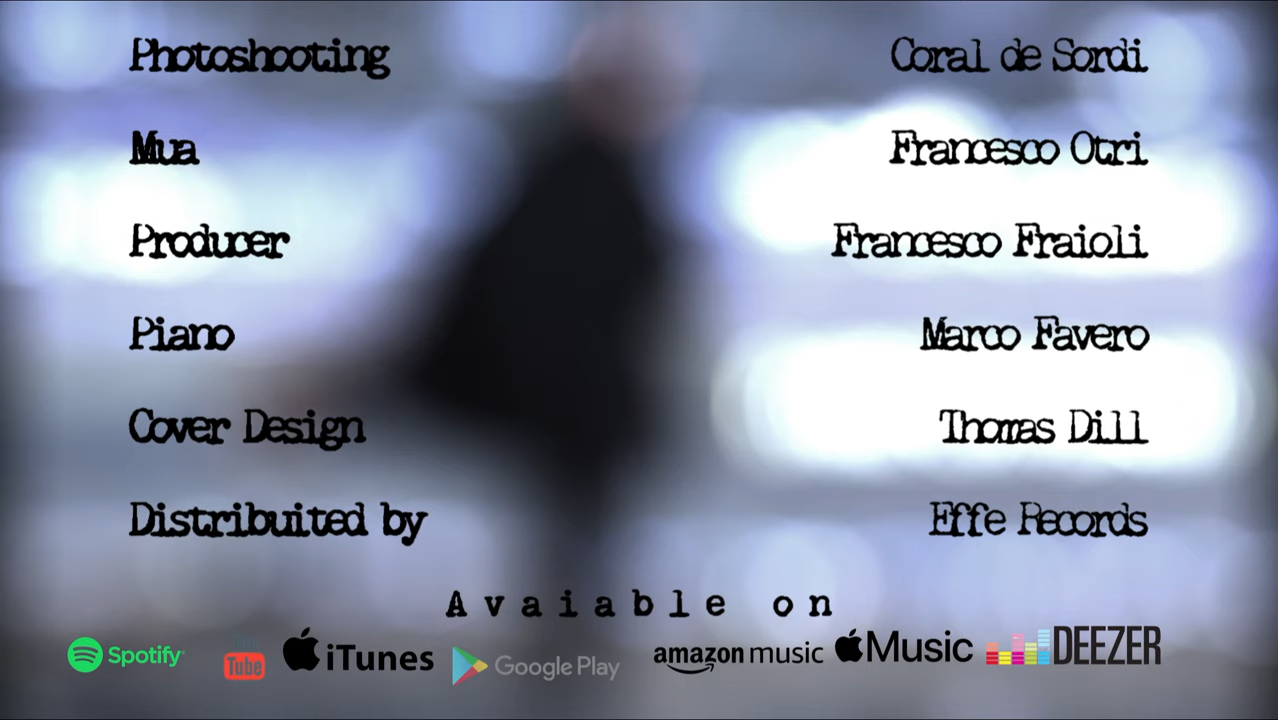 Photoshooting Coral de Sordi
Mua Francesco Otri
Producer Francesco Fraioli
Piano Marco Favero
Cover Design Thomas Dill
Distribuited by Effe Records
Avaiable on
Spotify You Tube iTunes Google Play amazon music Music DEEZER